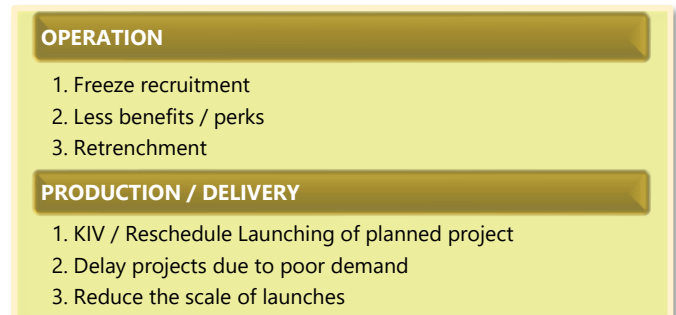 OPERATION
1. Freeze recruitment
2. Less benefits / perks
3. Retrenchment
PRODUCTION / DELIVERY
1. KIV / Reschedule Launching of planned project
2. Delay projects due to poor demand
3. Reduce the scale of launches